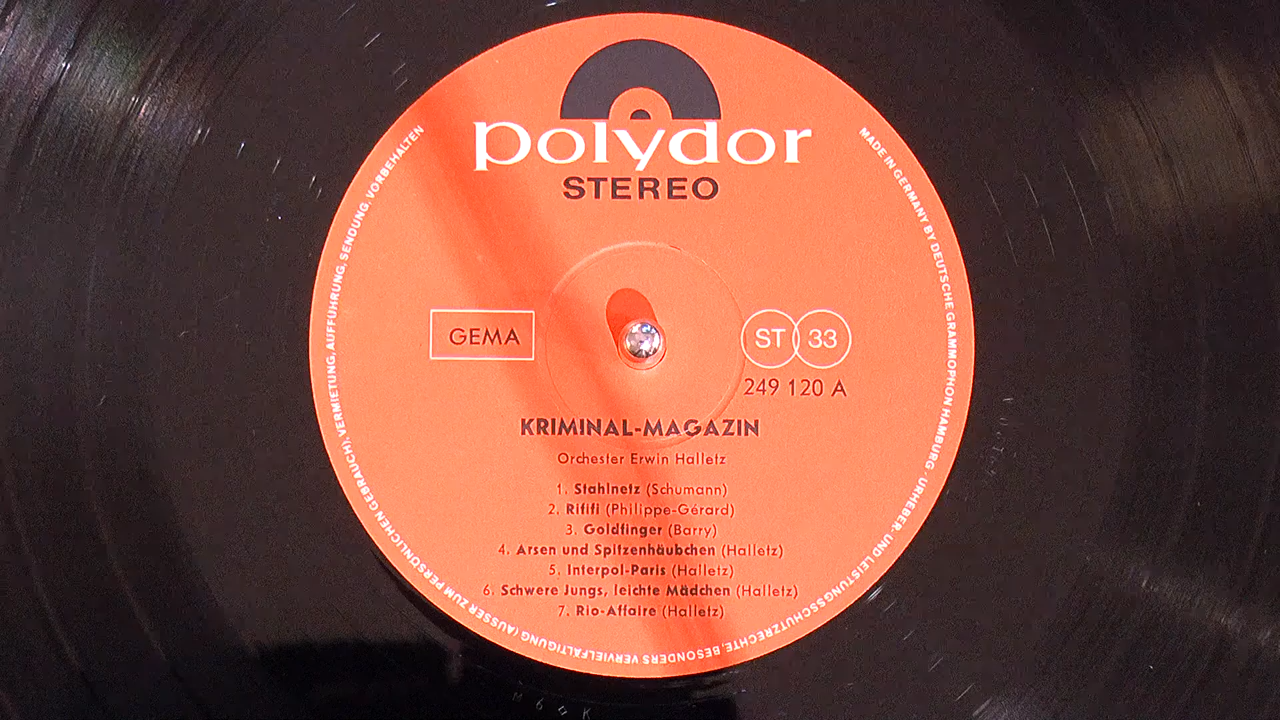 polydor
STEREO
GEMA
ST 33
249 120 A
KRIMINAL-MAGAZIN
Orchester Erwin Halletz
1. Stahlnetz (Schumann)
2. Rififi (Philippe-Gérard)
3. Goldfinger (Barry)
4. Arsen und Spitzenhäubchen (Halletz)
5. Interpol-Paris (Halletz)
6. Schwere Jungs, leichte Mädchen (Halletz)
7. Rio-Affaire (Halletz)
MADE IN GERMANY BY DEUTSCHE GRAMMOPHON HAMBURG · URHEBER- UND LEISTUNGSSCHUTZRECHTE, BESONDERS VERVIELFÄLTIGUNG (AUSSER ZUM PERSÖNLICHEN GEBRAUCH), VERMIETUNG, AUFFÜHRUNG, SENDUNG, VORBEHALTEN